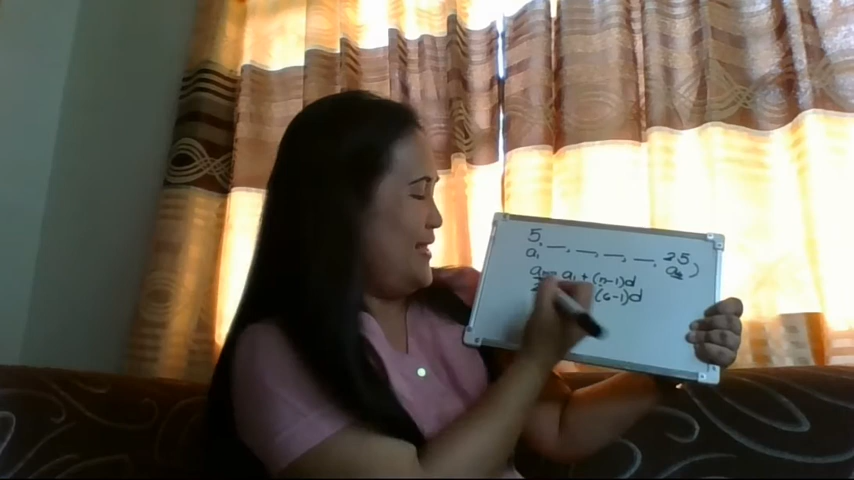 5, __, __, __, __, 25
a₁ a₆)
aₙ = a₁ + (n-1)d
(6-1)d